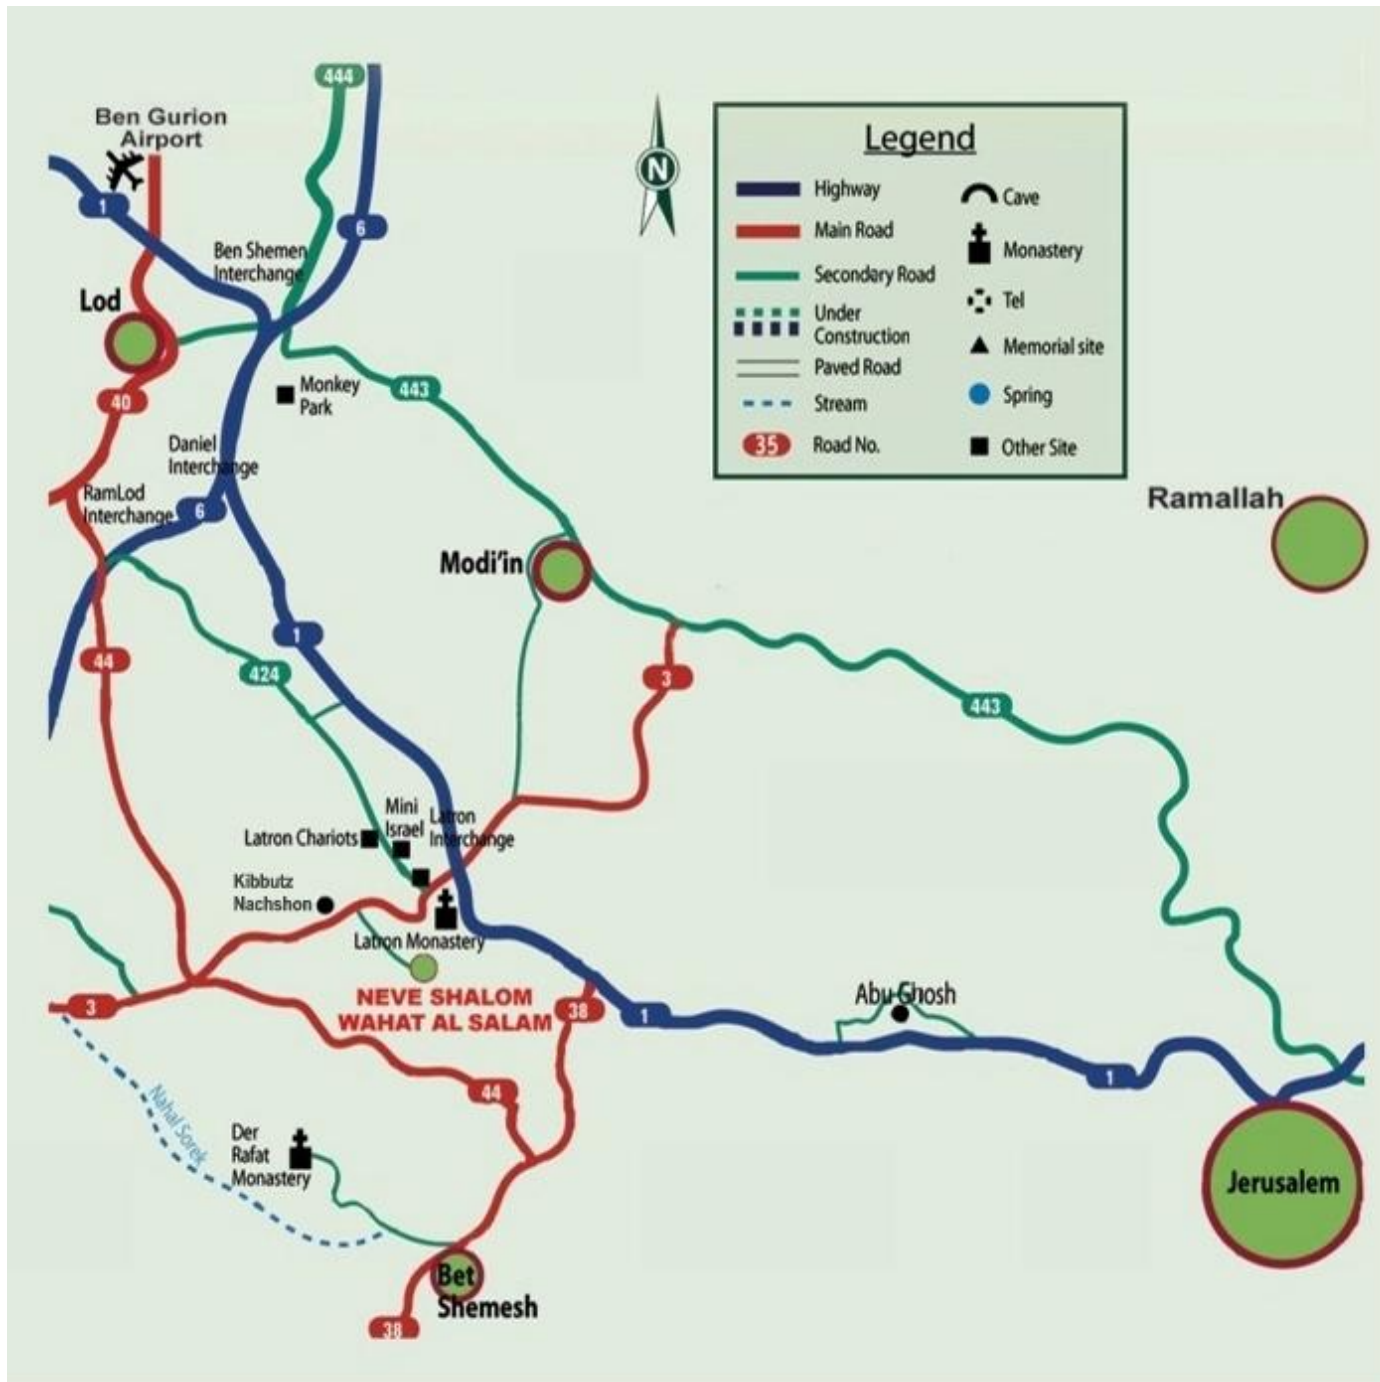 444
Ben Gurion
Airport
1
6
Ben Shemen
Interchange
Lod
Monkey
Park
443
40
Daniel
Interchange
RamLod
Interchange
6
Modi'in
N
Legend
Highway
Main Road
Secondery Road
Under
Construction
Paved Road
Stream
35
Road No.
Cave
Monastery
Tel
Memorial site
Spring
Other Site
Ramallah
1
44
424
3
443
Mini
Israel
Latron
Interchange
Latron Chariots
Kibbutz
Nachshon
Latron Monastery
NEVE SHALOM
WAHAT AL SALAM
3
38
1
Abu Ghosh
1
44
Nahal Sorek
Der
Rafat
Monastery
Jerusalem
Bet
Shemesh
38